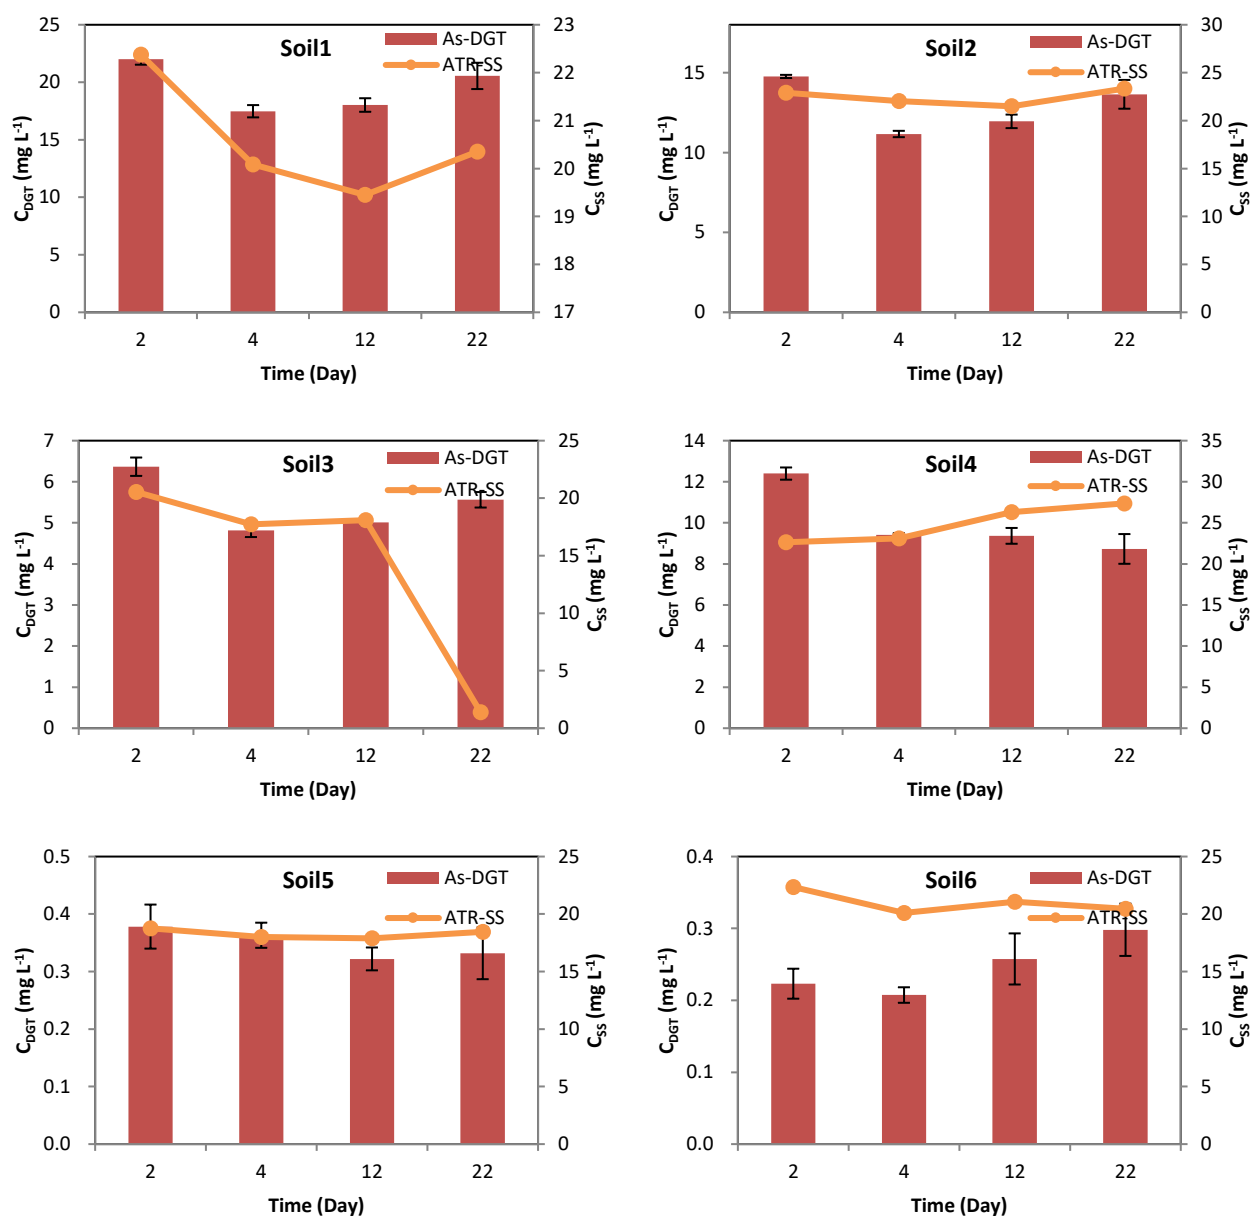 Soil1
As-DGT
ATR-SS
25
20
15
10
5
0
C_DGT (mg L⁻¹)
23
22
21
20
19
18
17
C_SS (mg L⁻¹)
2 4 12 22
Time (Day)
Soil2
As-DGT
ATR-SS
15
10
5
0
C_DGT (mg L⁻¹)
30
25
20
15
10
5
0
C_SS (mg L⁻¹)
2 4 12 22
Time (Day)
Soil3
As-DGT
ATR-SS
7
6
5
4
3
2
1
0
C_DGT (mg L⁻¹)
25
20
15
10
5
0
C_SS (mg L⁻¹)
2 4 12 22
Time (Day)
Soil4
As-DGT
ATR-SS
14
12
10
8
6
4
2
0
C_DGT (mg L⁻¹)
35
30
25
20
15
10
5
0
C_SS (mg L⁻¹)
2 4 12 22
Time (Day)
Soil5
As-DGT
ATR-SS
0.5
0.4
0.3
0.2
0.1
0.0
C_DGT (mg L⁻¹)
25
20
15
10
5
0
C_SS (mg L⁻¹)
2 4 12 22
Time (Day)
Soil6
As-DGT
ATR-SS
0.4
0.3
0.2
0.1
0.0
C_DGT (mg L⁻¹)
25
20
15
10
5
0
C_SS (mg L⁻¹)
2 4 12 22
Time (Day)